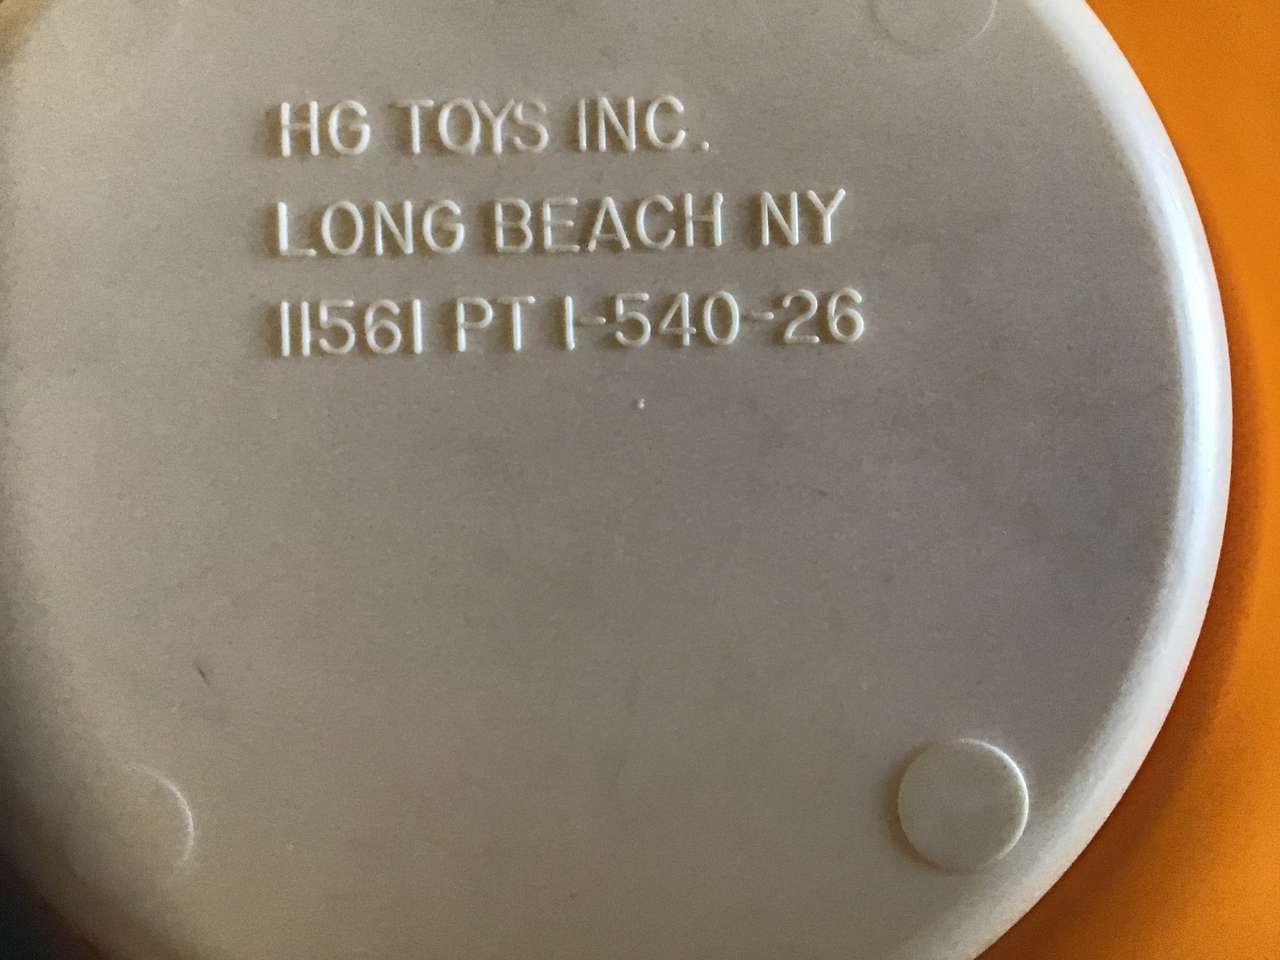 HG TOYS INC.
LONG BEACH NY
11561 PT 1-540-26